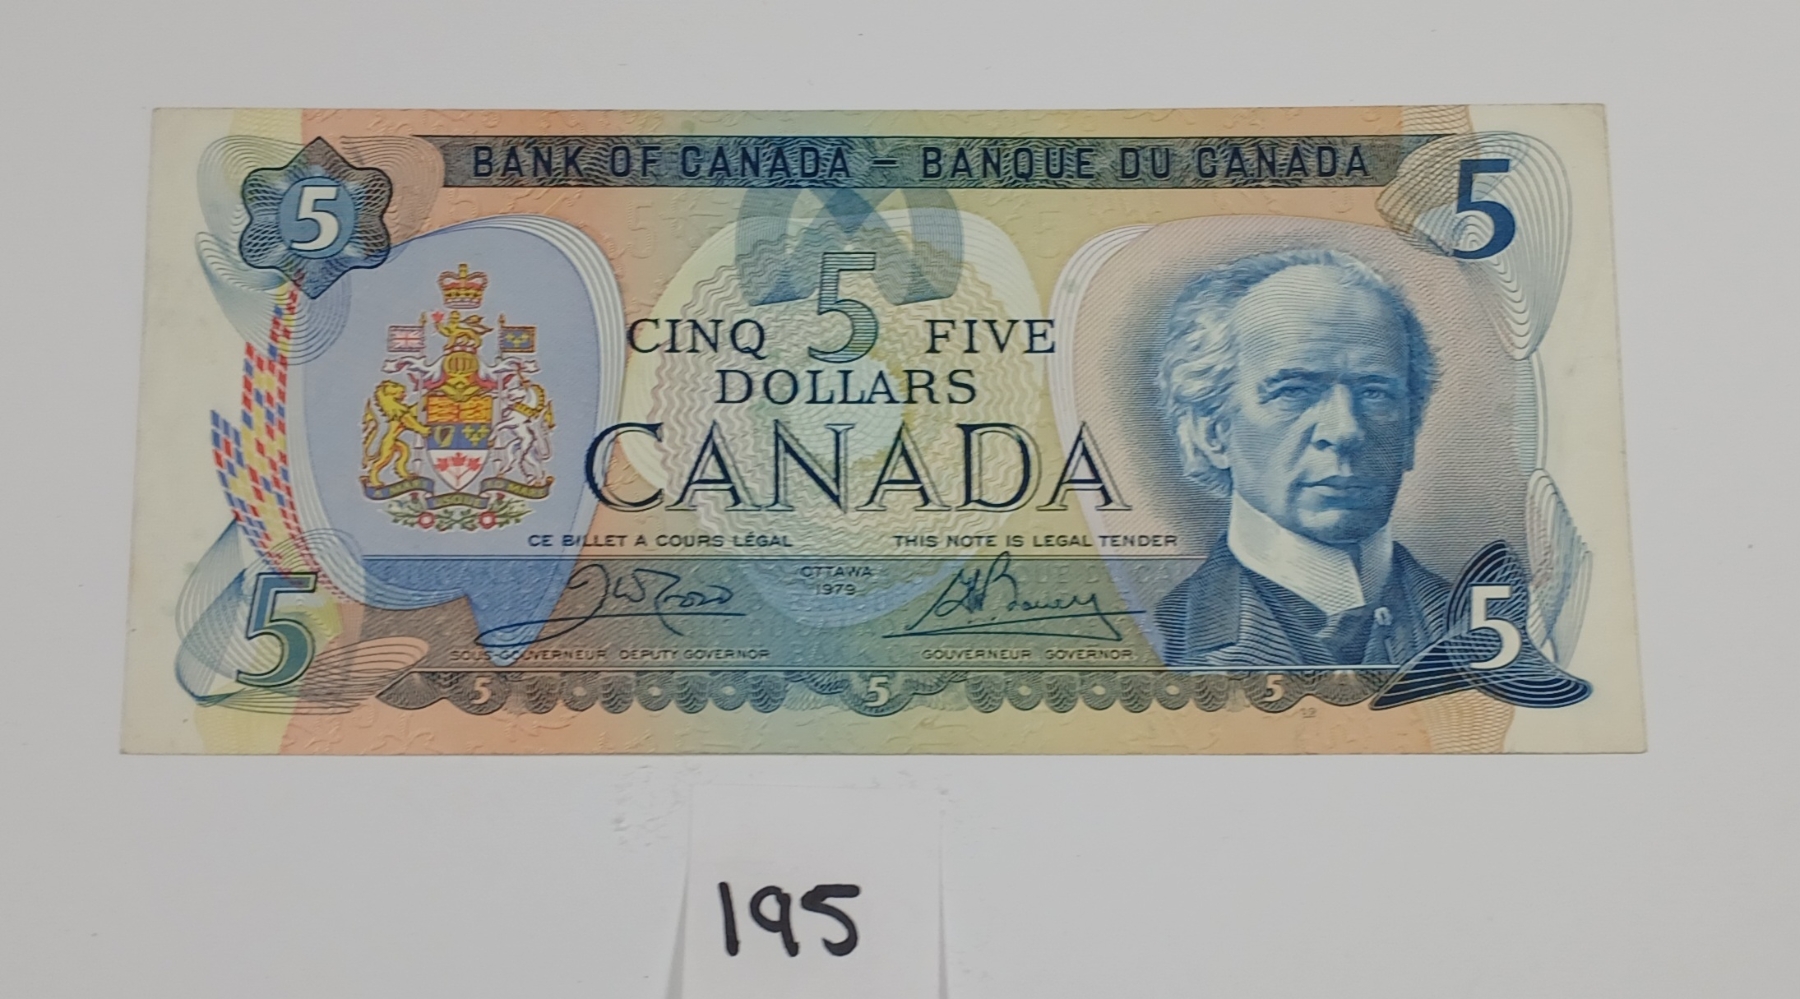 BANK OF CANADA – BANQUE DU CANADA
5 5
CINQ 5 FIVE
DOLLARS
CANADA
CE BILLET A COURS LÉGAL THIS NOTE IS LEGAL TENDER
OTTAWA
1979
5 5
SOUS-GOUVERNEUR DEPUTY GOVERNOR GOUVERNEUR GOVERNOR
5 5 5
195